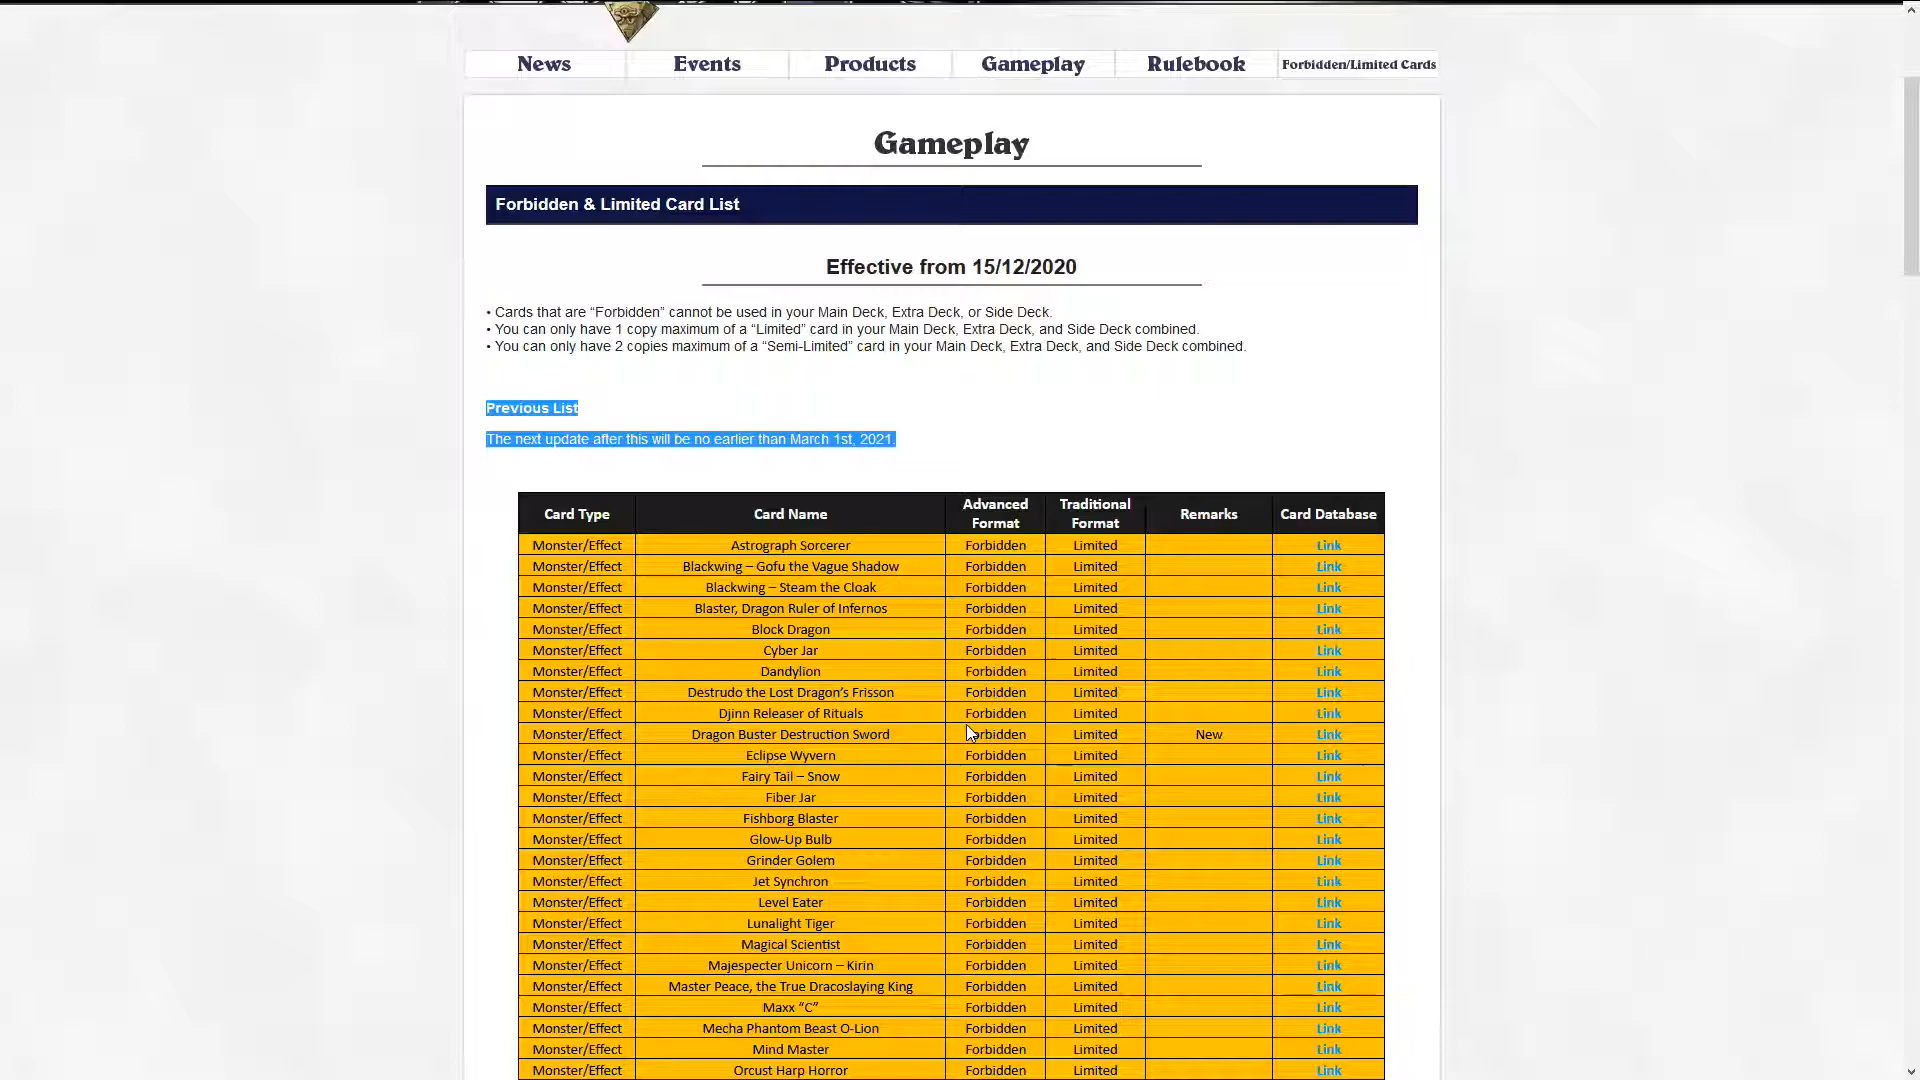 News Events Products Gameplay Rulebook Forbidden/Limited Cards
Gameplay
Forbidden & Limited Card List
Effective from 15/12/2020
• Cards that are “Forbidden” cannot be used in your Main Deck, Extra Deck, or Side Deck.
• You can only have 1 copy maximum of a “Limited” card in your Main Deck, Extra Deck, and Side Deck combined.
• You can only have 2 copies maximum of a “Semi-Limited” card in your Main Deck, Extra Deck, and Side Deck combined.
Previous List
The next update after this will be no earlier than March 1st, 2021.
Card Type Card Name Advanced Format Traditional Format Remarks Card Database
Monster/Effect Astrograph Sorcerer Forbidden Limited Link
Monster/Effect Blackwing – Gofu the Vague Shadow Forbidden Limited Link
Monster/Effect Blackwing – Steam the Cloak Forbidden Limited Link
Monster/Effect Blaster, Dragon Ruler of Infernos Forbidden Limited Link
Monster/Effect Block Dragon Forbidden Limited Link
Monster/Effect Cyber Jar Forbidden Limited Link
Monster/Effect Dandylion Forbidden Limited Link
Monster/Effect Destrudo the Lost Dragon’s Frisson Forbidden Limited Link
Monster/Effect Djinn Releaser of Rituals Forbidden Limited Link
Monster/Effect Dragon Buster Destruction Sword Forbidden Limited New Link
Monster/Effect Eclipse Wyvern Forbidden Limited Link
Monster/Effect Fairy Tail – Snow Forbidden Limited Link
Monster/Effect Fiber Jar Forbidden Limited Link
Monster/Effect Fishborg Blaster Forbidden Limited Link
Monster/Effect Glow-Up Bulb Forbidden Limited Link
Monster/Effect Grinder Golem Forbidden Limited Link
Monster/Effect Jet Synchron Forbidden Limited Link
Monster/Effect Level Eater Forbidden Limited Link
Monster/Effect Lunalight Tiger Forbidden Limited Link
Monster/Effect Magical Scientist Forbidden Limited Link
Monster/Effect Majespecter Unicorn – Kirin Forbidden Limited Link
Monster/Effect Master Peace, the True Dracoslaying King Forbidden Limited Link
Monster/Effect Maxx “C” Forbidden Limited Link
Monster/Effect Mecha Phantom Beast O-Lion Forbidden Limited Link
Monster/Effect Mind Master Forbidden Limited Link
Monster/Effect Orcust Harp Horror Forbidden Limited Link